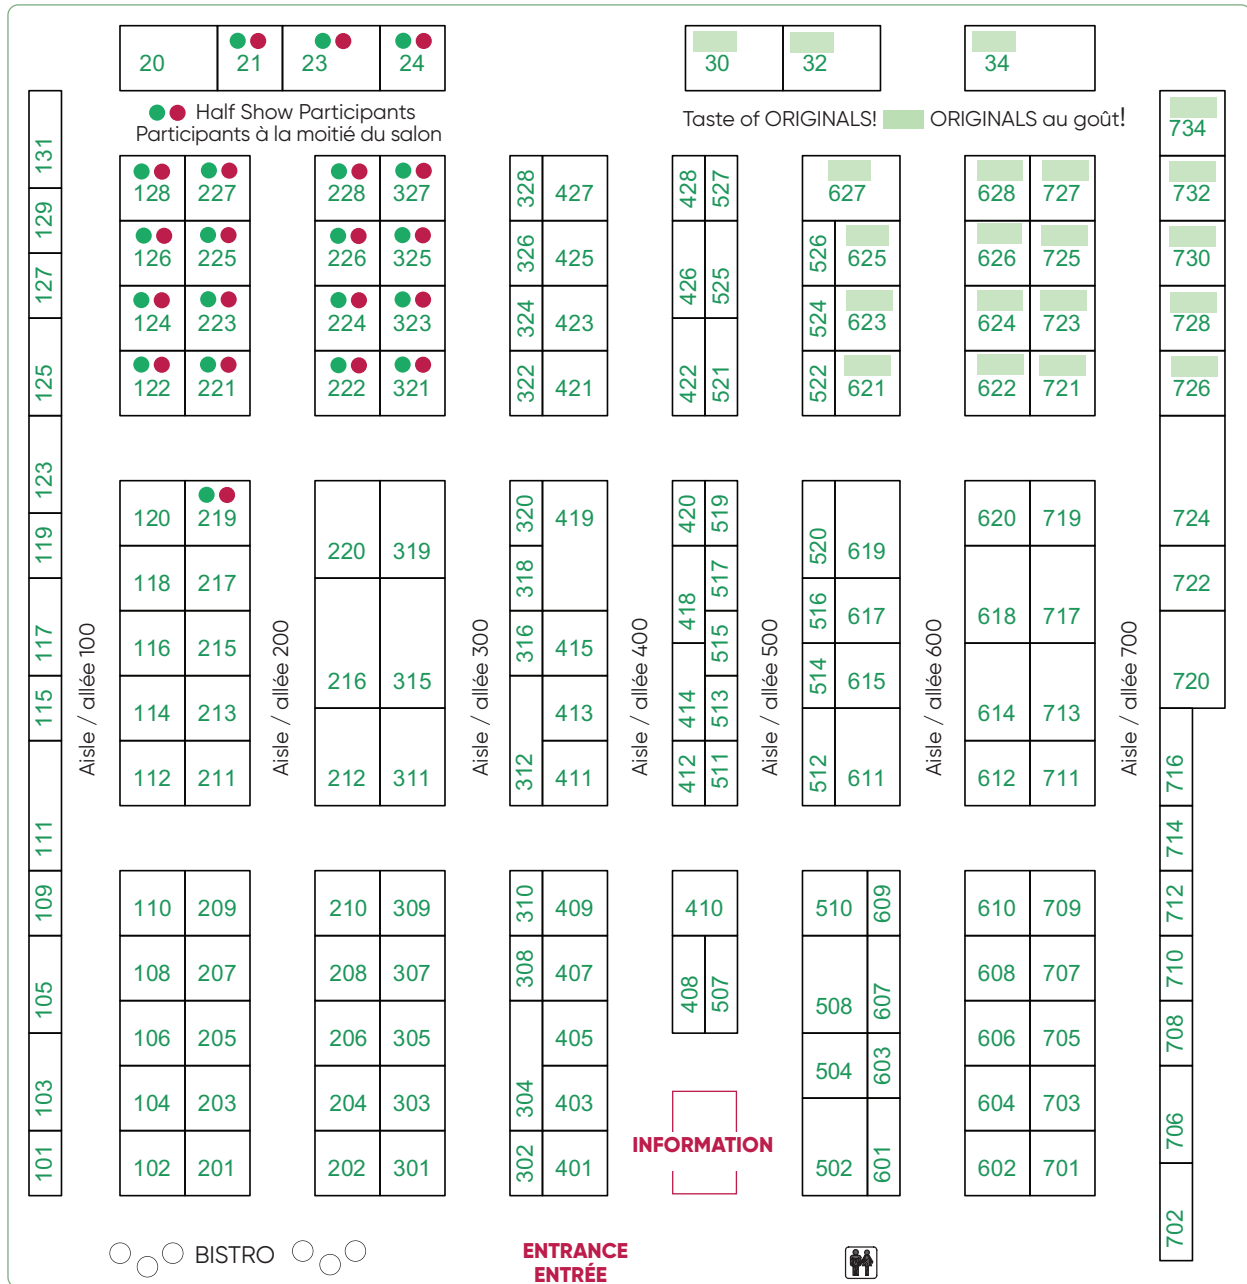 20 21 23 24 30 32 34
Half Show Participants
Participants à la moitié du salon
Taste of ORIGINALS! ORIGINALS au goût!
734
131 128 227 228 327 328 427 428 527 627 628 727 732
129 126 225 226 325 326 425 426 525 526 625 626 725 730
127 124 223 224 323 324 423 524 623 624 723 728
125 122 221 222 321 322 421 422 521 522 621 622 721 726
123
120 219 320 419 420 519 620 719 724
119 220 319 520 619
118 217 318 517 722
117 116 215 316 415 418 515 516 617 618 717
216 315 514 615 720
115 114 213 413 414 513 614 713
112 211 212 311 312 411 412 511 512 611 612 711 716
Aisle / allée 100
Aisle / allée 200
Aisle / allée 300
Aisle / allée 400
Aisle / allée 500
Aisle / allée 600
Aisle / allée 700
111 714
109 110 209 210 309 310 409 410 510 609 610 709 712
108 207 208 307 308 407 608 707 710
105 408 507 508 607
106 205 206 305 405 606 705 708
504 603
103 104 203 204 303 304 403 604 703 706
INFORMATION
101 102 201 202 301 302 401 502 601 602 701
702
BISTRO
ENTRANCE
ENTRÉE